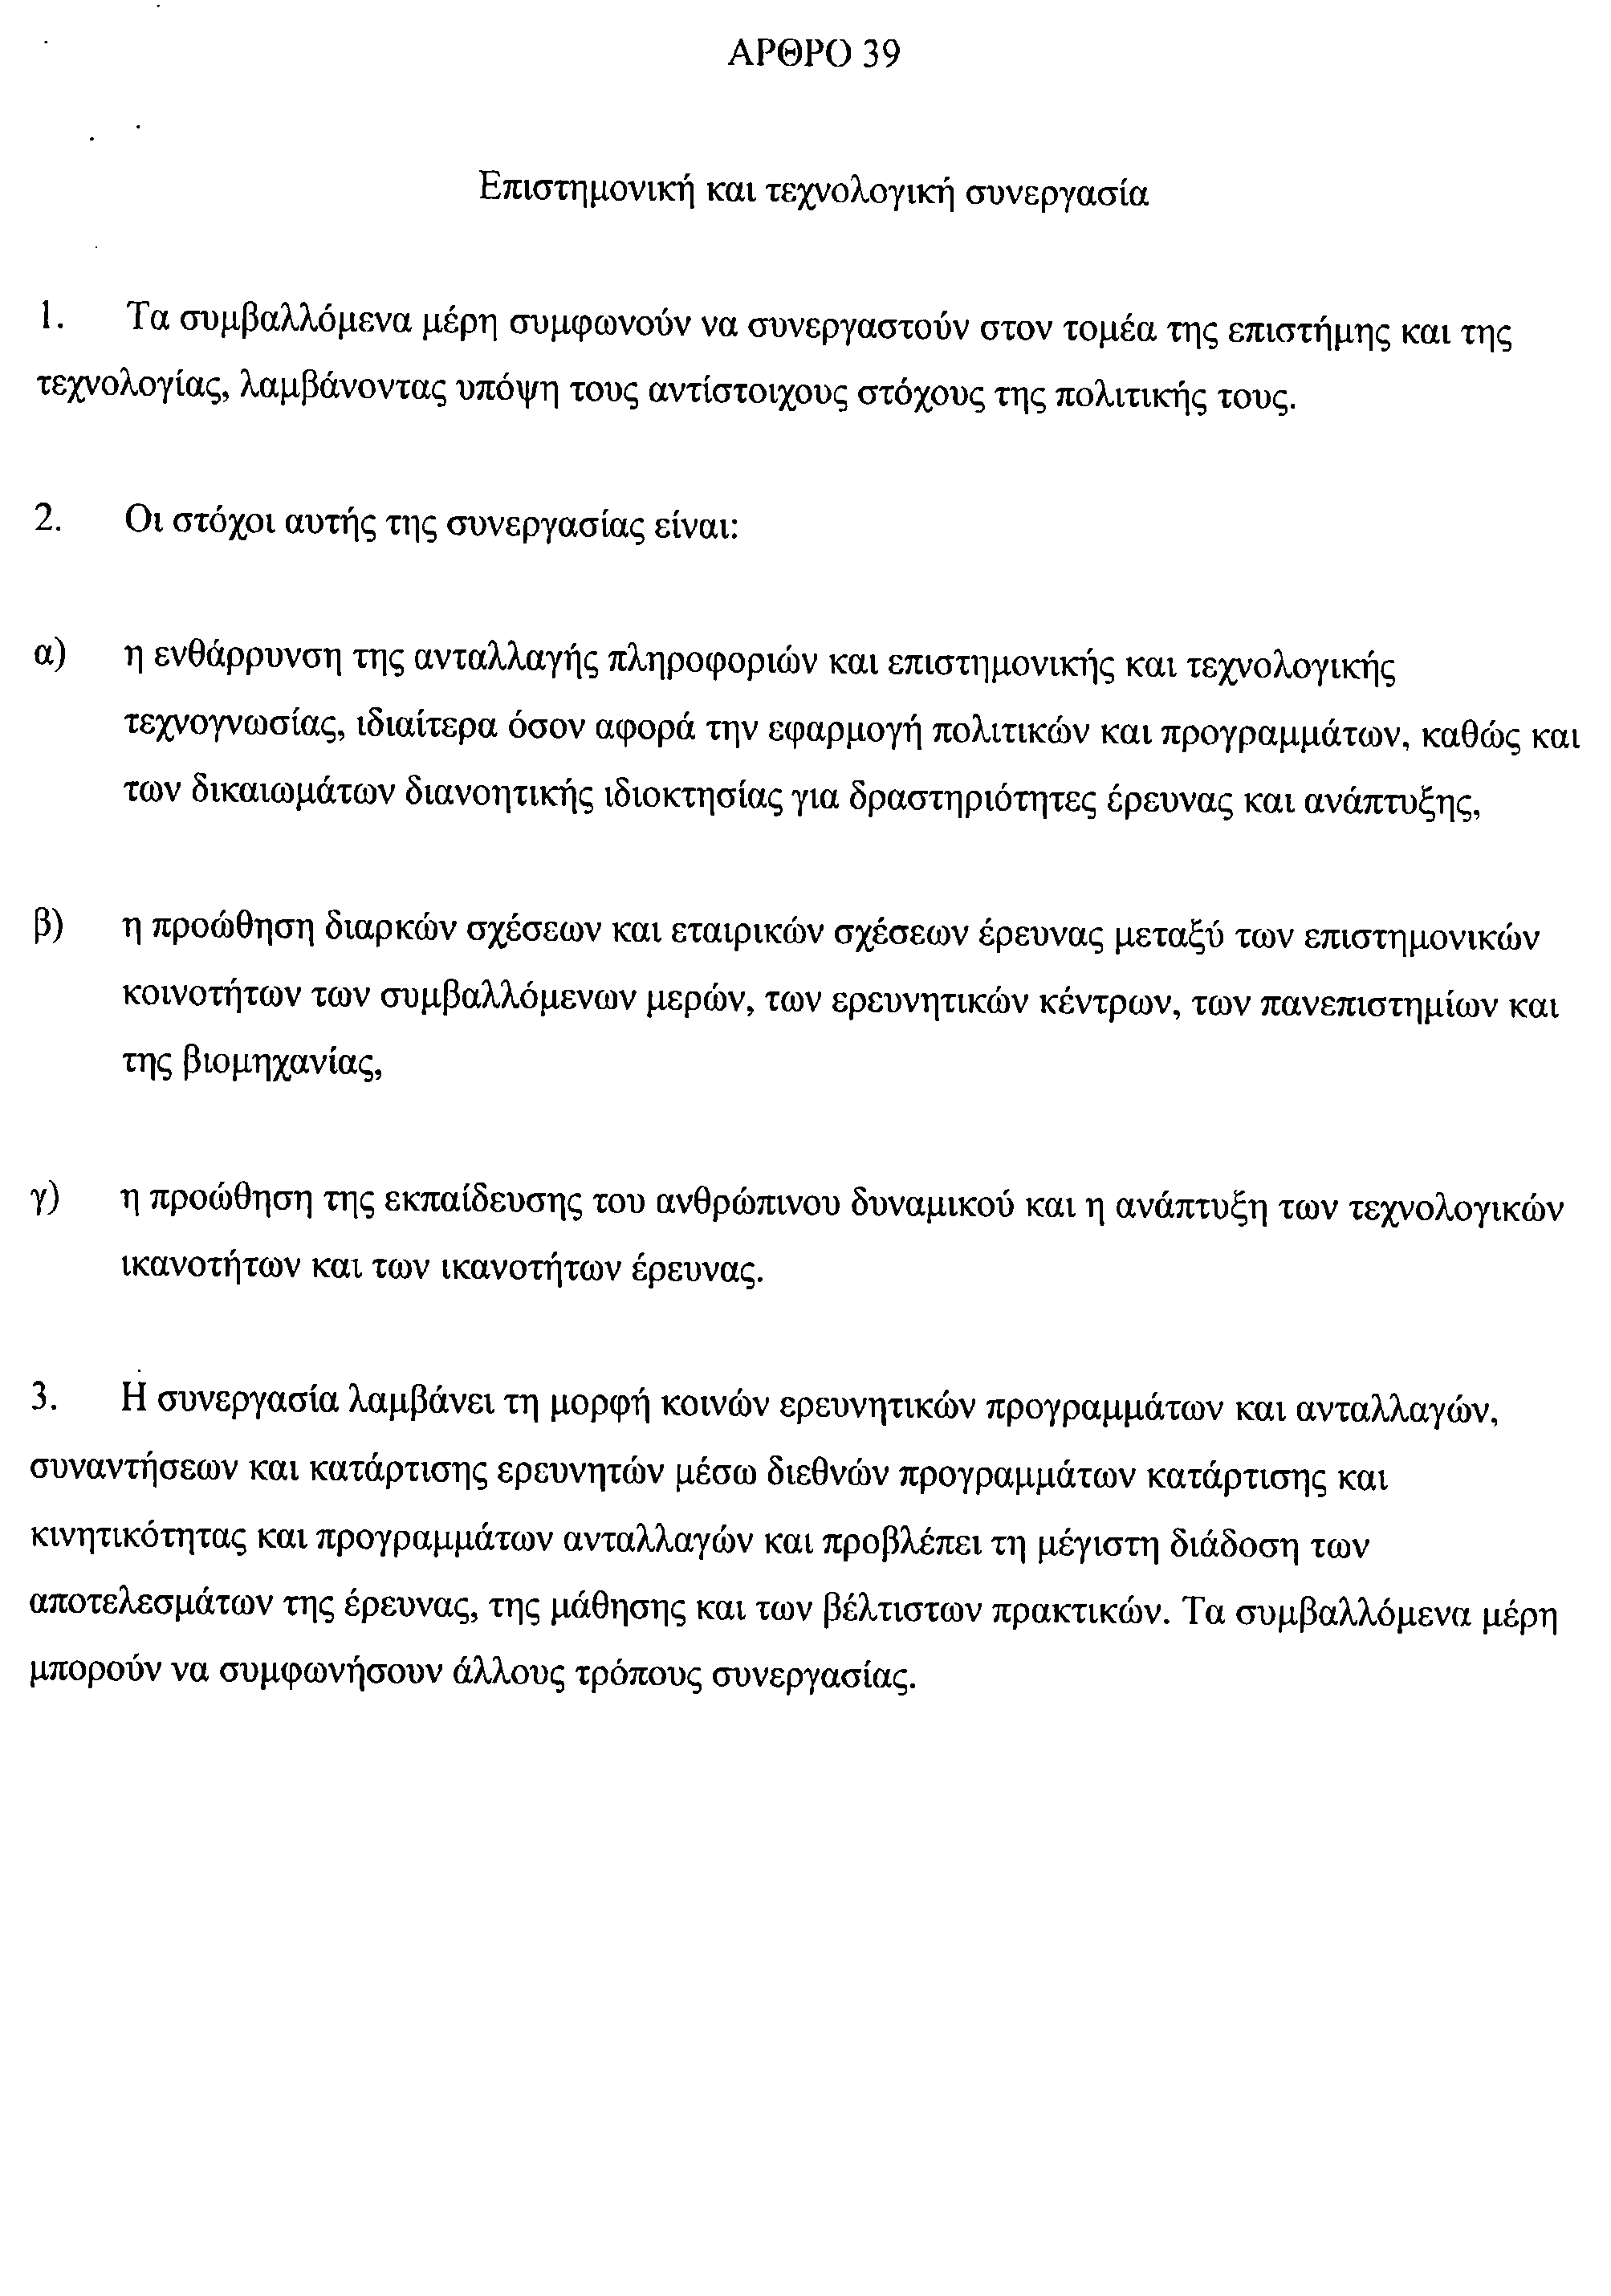 ΑΡΘΡΟ 39
Επιστημονική και τεχνολογική συνεργασία
1. Τα συμβαλλόμενα μέρη συμφωνούν να συνεργαστούν στον τομέα της επιστήμης και της
τεχνολογίας, λαμβάνοντας υπόψη τους αντίστοιχους στόχους της πολιτικής τους.
2. Οι στόχοι αυτής της συνεργασίας είναι:
α) η ενθάρρυνση της ανταλλαγής πληροφοριών και επιστημονικής και τεχνολογικής
τεχνογνωσίας, ιδιαίτερα όσον αφορά την εφαρμογή πολιτικών και προγραμμάτων, καθώς και
των δικαιωμάτων διανοητικής ιδιοκτησίας για δραστηριότητες έρευνας και ανάπτυξης,
β) η προώθηση διαρκών σχέσεων και εταιρικών σχέσεων έρευνας μεταξύ των επιστημονικών
κοινοτήτων των συμβαλλόμενων μερών, των ερευνητικών κέντρων, των πανεπιστημίων και
της βιομηχανίας,
γ) η προώθηση της εκπαίδευσης του ανθρώπινου δυναμικού και η ανάπτυξη των τεχνολογικών
ικανοτήτων και των ικανοτήτων έρευνας.
3. Η συνεργασία λαμβάνει τη μορφή κοινών ερευνητικών προγραμμάτων και ανταλλαγών,
συναντήσεων και κατάρτισης ερευνητών μέσω διεθνών προγραμμάτων κατάρτισης και
κινητικότητας και προγραμμάτων ανταλλαγών και προβλέπει τη μέγιστη διάδοση των
αποτελεσμάτων της έρευνας, της μάθησης και των βέλτιστων πρακτικών. Τα συμβαλλόμενα μέρη
μπορούν να συμφωνήσουν άλλους τρόπους συνεργασίας.